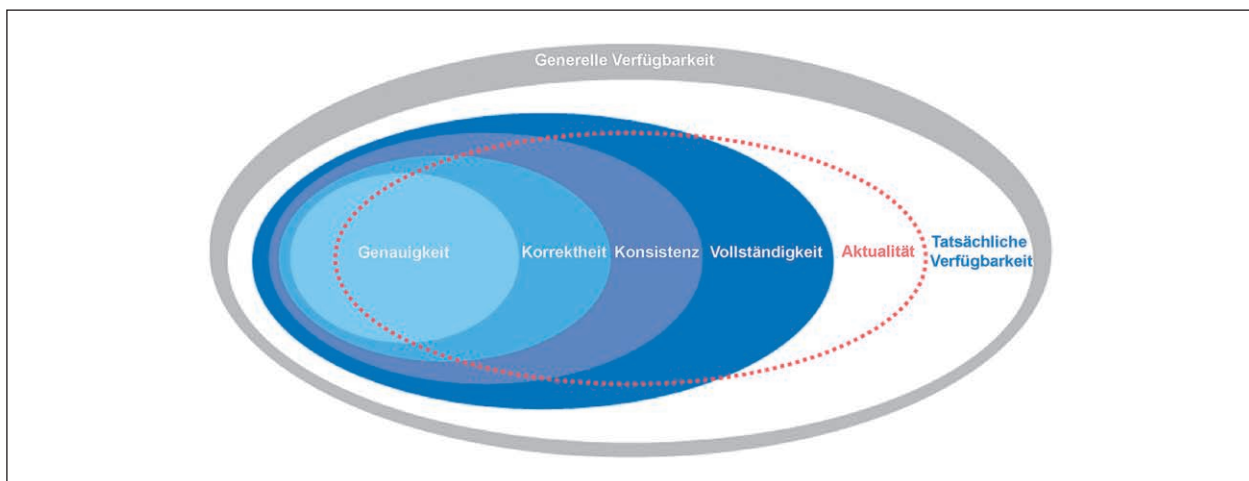 Generelle Verfügbarkeit
Genauigkeit
Korrektheit
Konsistenz
Vollständigkeit
Aktualität
Tatsächliche
Verfügbarkeit